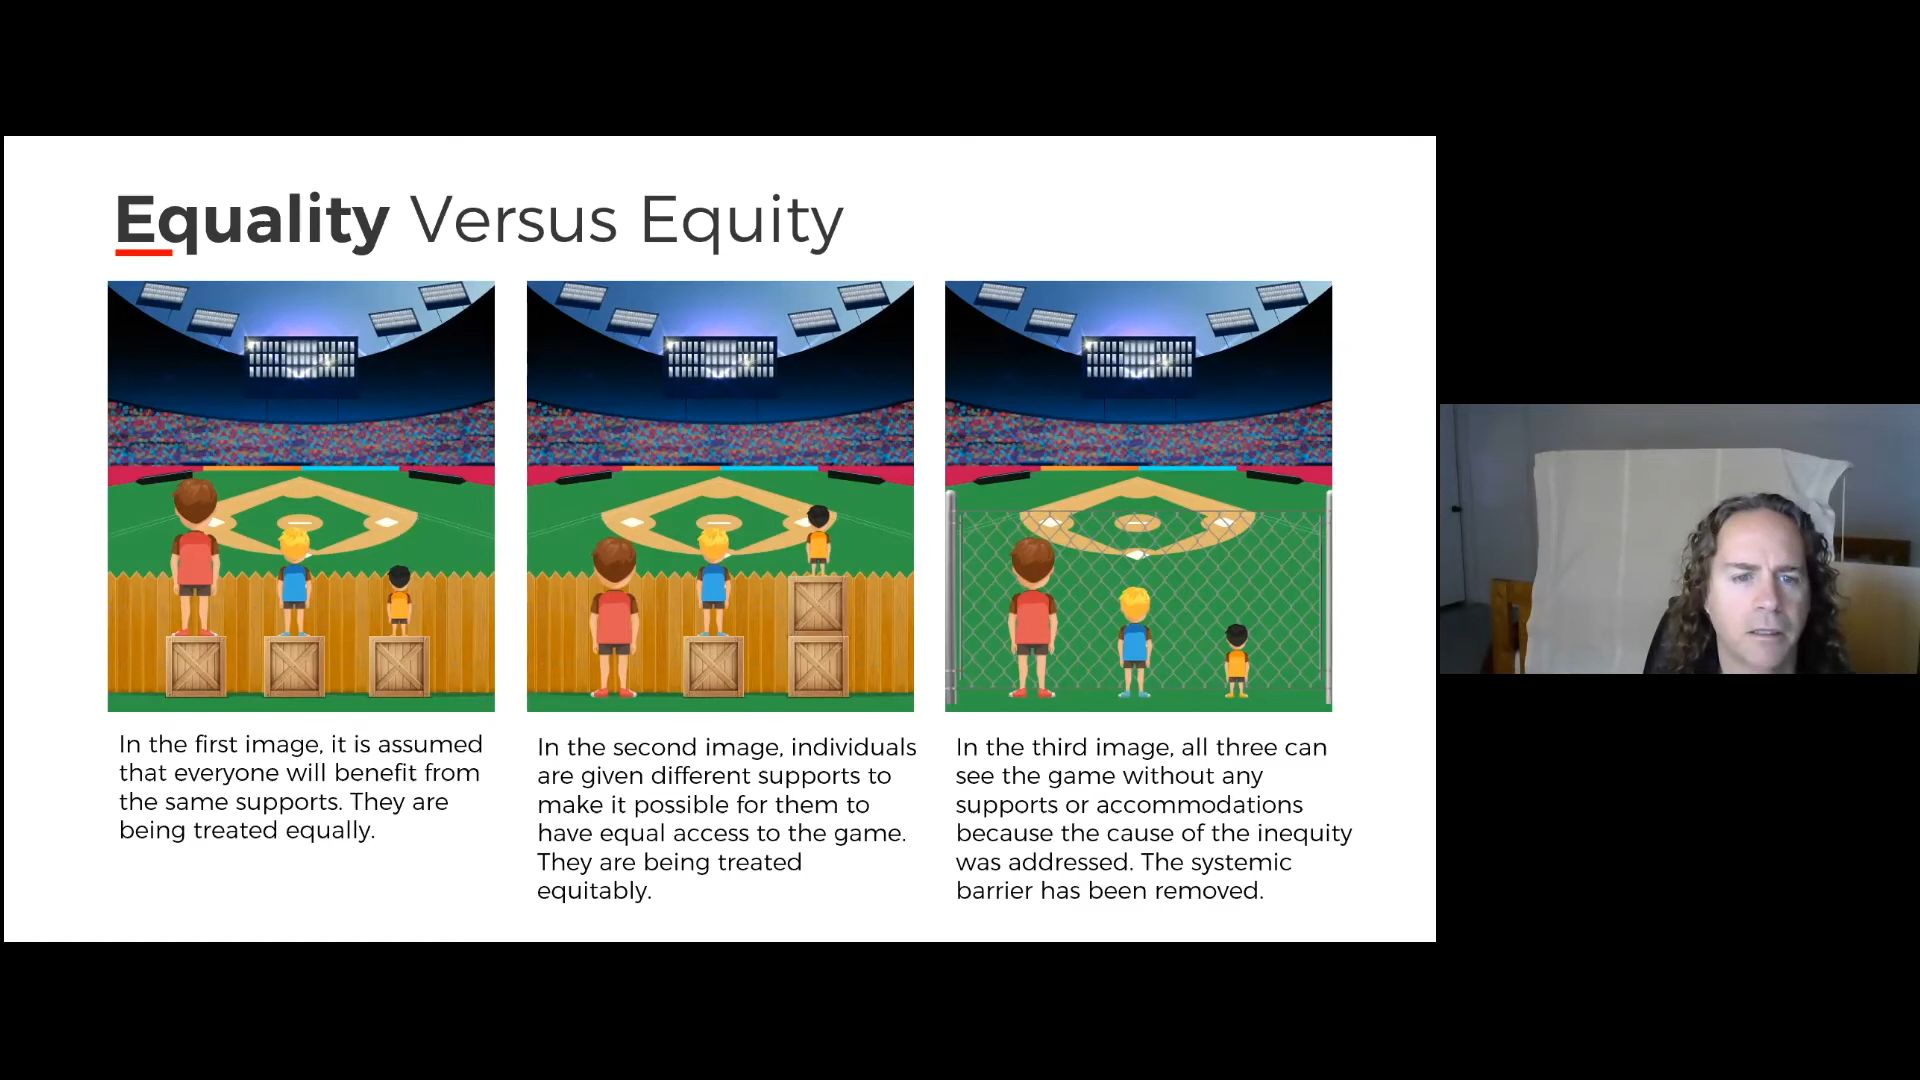 Equality Versus Equity
In the first image, it is assumed
that everyone will benefit from
the same supports. They are
being treated equally.
In the second image, individuals
are given different supports to
make it possible for them to
have equal access to the game.
They are being treated
equitably.
In the third image, all three can
see the game without any
supports or accommodations
because the cause of the inequity
was addressed. The systemic
barrier has been removed.